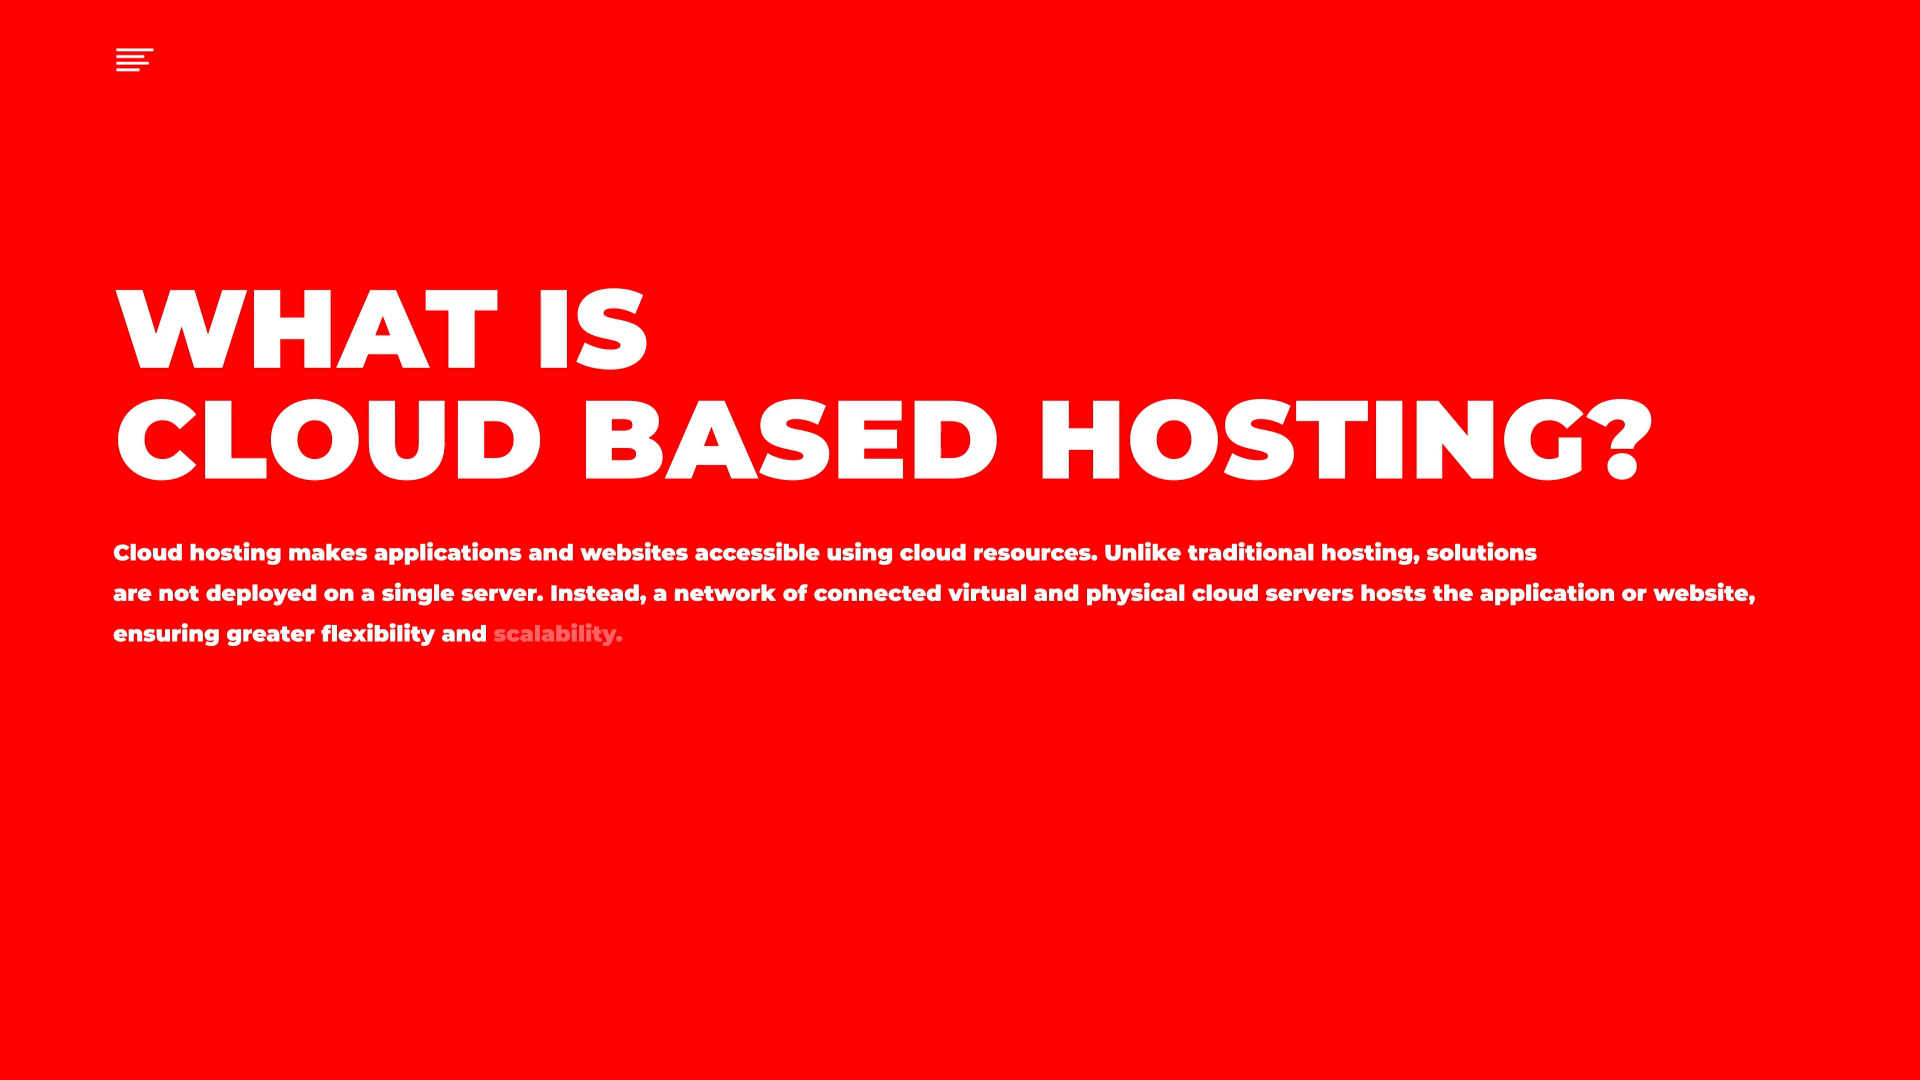 WHAT IS
CLOUD BASED HOSTING?
Cloud hosting makes applications and websites accessible using cloud resources. Unlike traditional hosting, solutions
are not deployed on a single server. Instead, a network of connected virtual and physical cloud servers hosts the application or website,
ensuring greater flexibility and scalability.